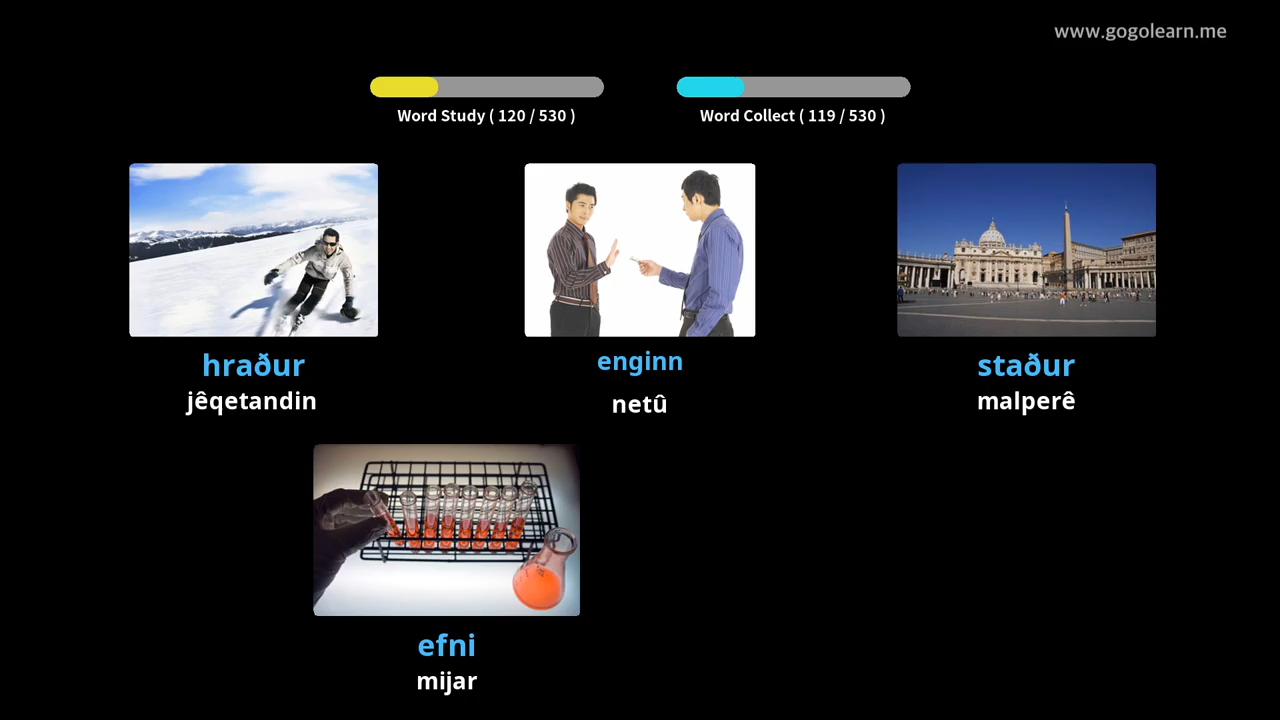 www.gogolearn.me
Word Study ( 120 / 530 )
Word Collect ( 119 / 530 )
hraður
jêqetandin
enginn
netû
staður
malperê
efni
mijar